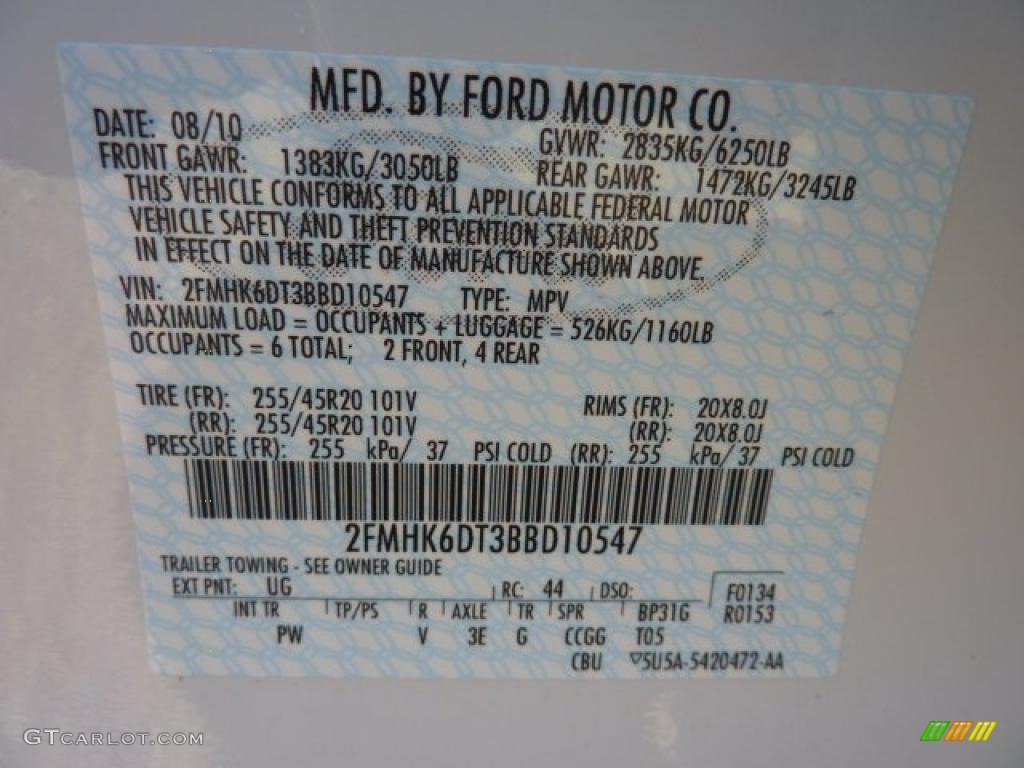 MFD. BY FORD MOTOR CO.
DATE: 08/10 GVWR: 2835KG/6250LB
FRONT GAWR: 1383KG/3050LB REAR GAWR: 1472KG/3245LB
THIS VEHICLE CONFORMS TO ALL APPLICABLE FEDERAL MOTOR
VEHICLE SAFETY AND THEFT PREVENTION STANDARDS
IN EFFECT ON THE DATE OF MANUFACTURE SHOWN ABOVE.
VIN: 2FMHK6DT3BBD10547 TYPE: MPV
MAXIMUM LOAD = OCCUPANTS + LUGGAGE = 526KG/1160LB
OCCUPANTS = 6 TOTAL; 2 FRONT, 4 REAR
TIRE (FR): 255/45R20 101V RIMS (FR): 20X8.0J
(RR): 255/45R20 101V (RR): 20X8.0J
PRESSURE (FR): 255 kPa/ 37 PSI COLD (RR): 255 kPa/ 37 PSI COLD
2FMHK6DT3BBD10547
TRAILER TOWING - SEE OWNER GUIDE
EXT PNT: UG RC: 44 DSO: F0134
INT TR TP/PS R AXLE TR SPR BP31G R0153
PW V 3E G CCGG T05
CBU ▽5U5A-5420472-AA
GTCARLOT.COM